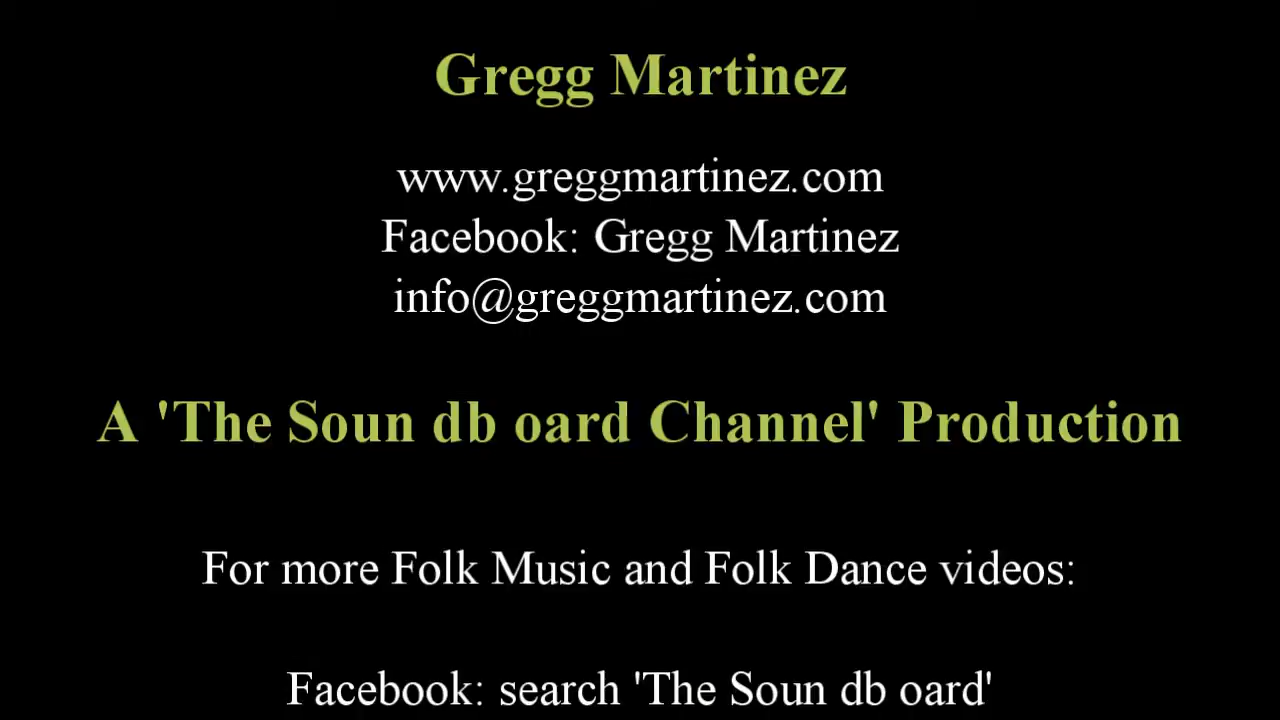 Gregg Martinez
www.greggmartinez.com
Facebook: Gregg Martinez
info@greggmartinez.com
A 'The Soun db oard Channel' Production
For more Folk Music and Folk Dance videos:
Facebook: search 'The Soun db oard'